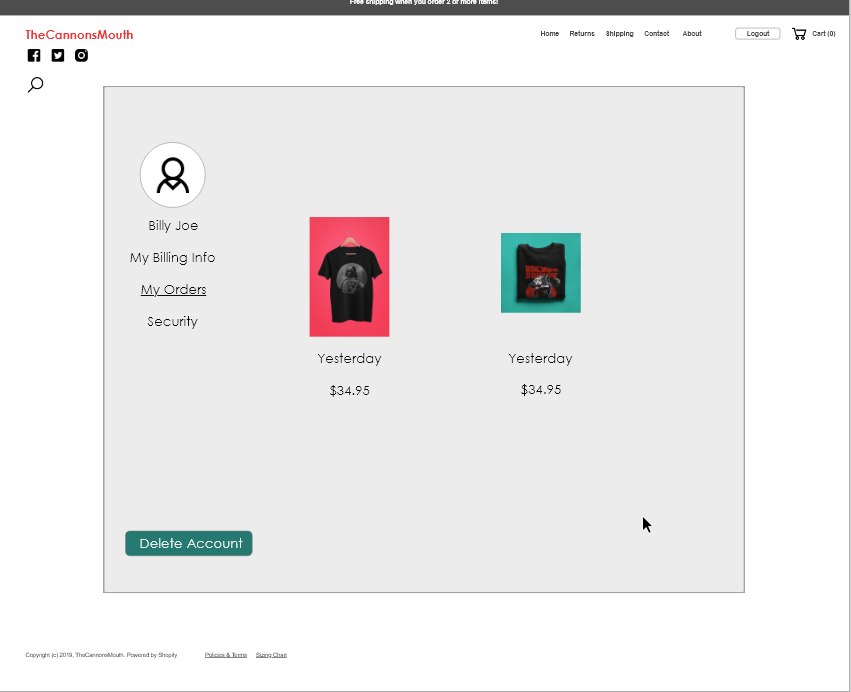 Free shipping when you order 2 or more items!
TheCannonsMouth
Home Returns Shipping Contact About Logout Cart (0)
Billy Joe
My Billing Info
My Orders
Security
Yesterday
$34.95
Yesterday
$34.95
Delete Account
Copyright (c) 2019, TheCannonsMouth. Powered by Shopify Policies & Terms Sizing Chart